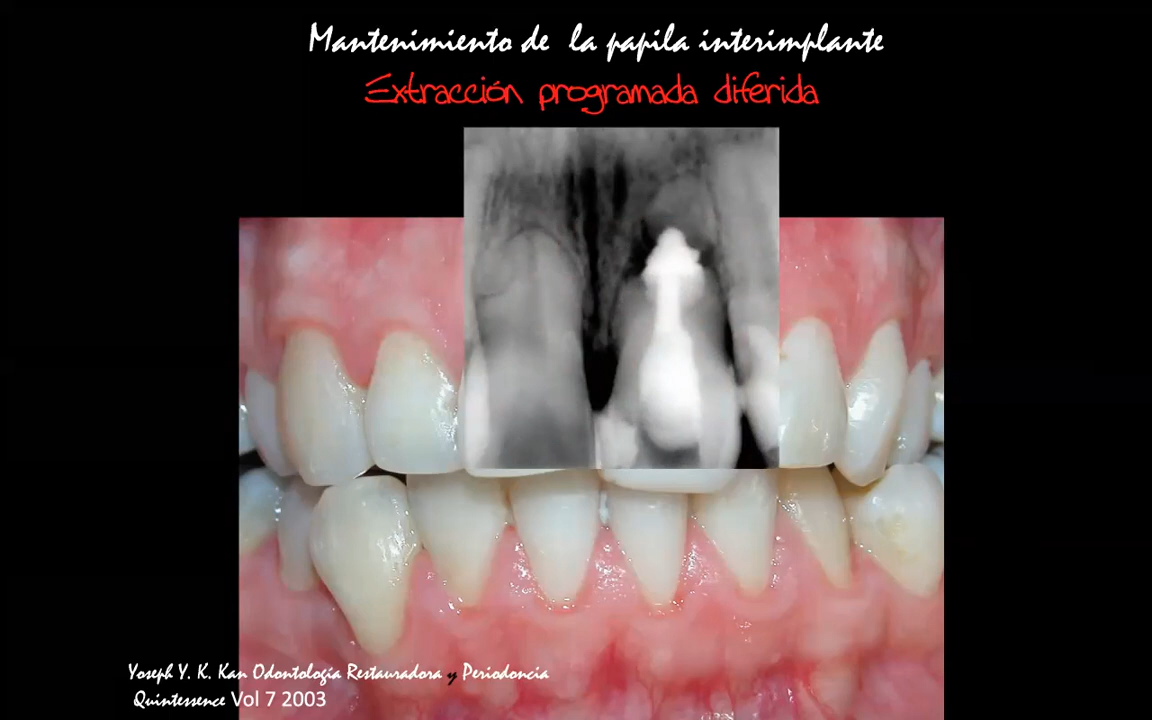 Mantenimiento de la papila interimplante
Extracción programada diferida
Yoseph Y. K. Kan Odontología Restauradora y Periodoncia
Quintessence Vol 7 2003